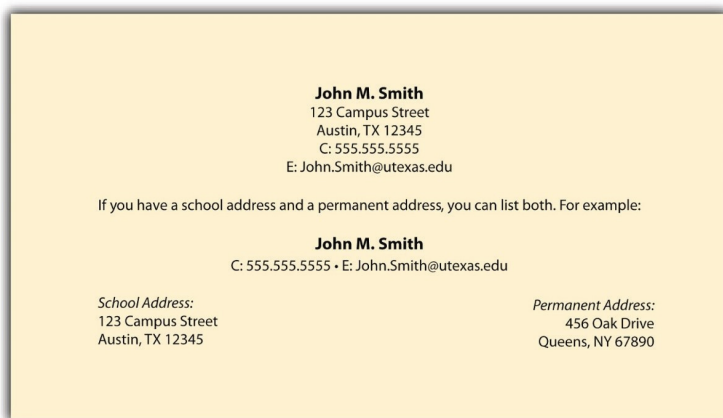 John M. Smith
123 Campus Street
Austin, TX 12345
C: 555.555.5555
E: John.Smith@utexas.edu
If you have a school address and a permanent address, you can list both. For example:
John M. Smith
C: 555.555.5555 • E: John.Smith@utexas.edu
School Address:
123 Campus Street
Austin, TX 12345
Permanent Address:
456 Oak Drive
Queens, NY 67890